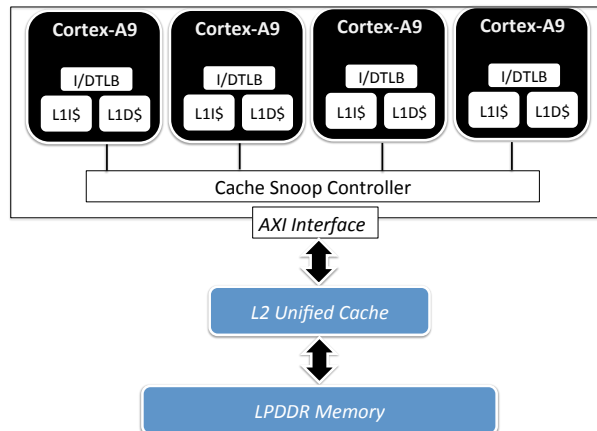 Cortex-A9 Cortex-A9 Cortex-A9 Cortex-A9
I/DTLB I/DTLB I/DTLB I/DTLB
L1I$ L1D$ L1I$ L1D$ L1I$ L1D$ L1I$ L1D$
Cache Snoop Controller
AXI Interface
L2 Unified Cache
LPDDR Memory